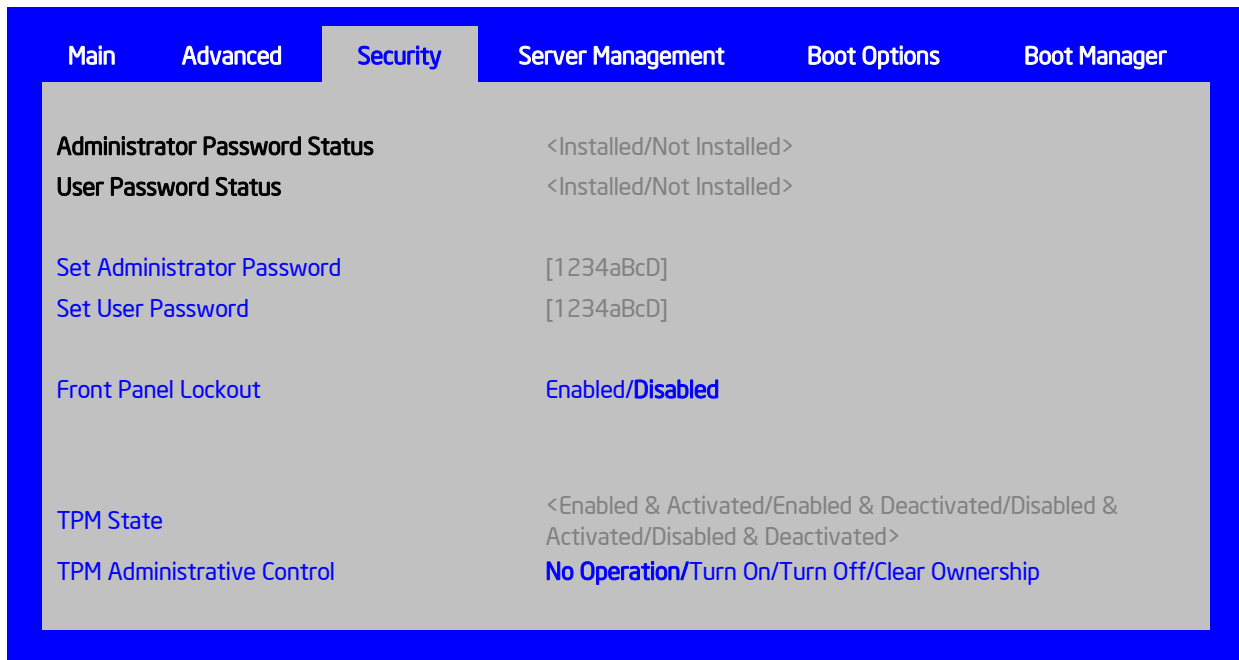 Main Advanced Security Server Management Boot Options Boot Manager
Administrator Password Status <Installed/Not Installed>
User Password Status <Installed/Not Installed>
Set Administrator Password [1234aBcD]
Set User Password [1234aBcD]
Front Panel Lockout Enabled/Disabled
TPM State <Enabled & Activated/Enabled & Deactivated/Disabled &
Activated/Disabled & Deactivated>
TPM Administrative Control No Operation/Turn On/Turn Off/Clear Ownership